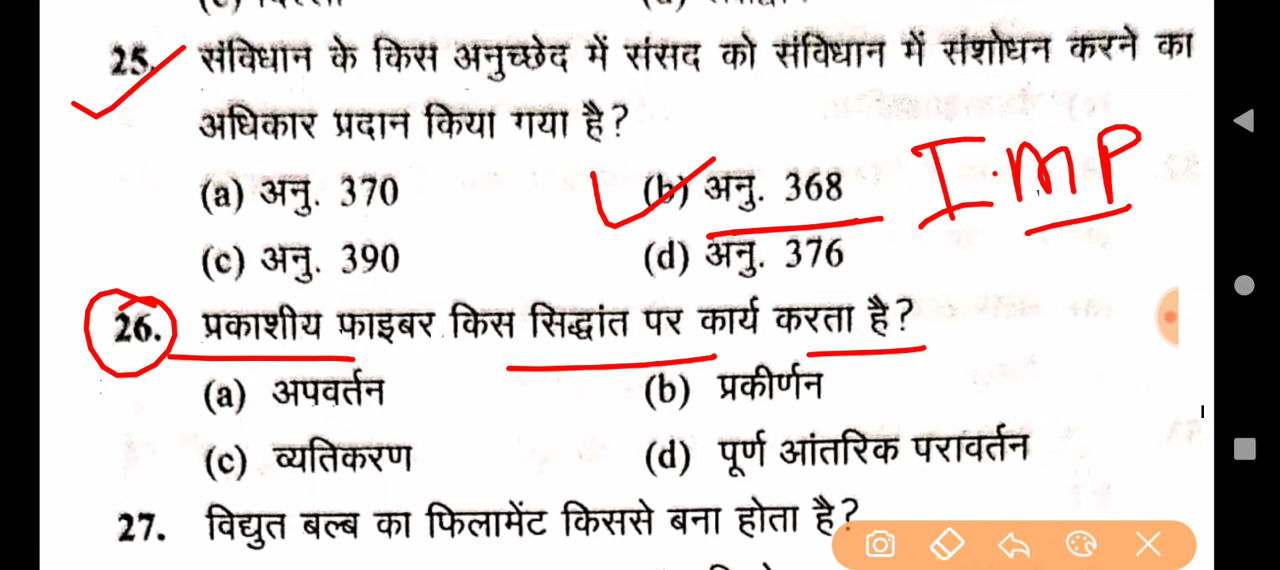 25. संविधान के किस अनुच्छेद में संसद को संविधान में संशोधन करने का
अधिकार प्रदान किया गया है?
(a) अनु. 370 (b) अनु. 368 I.MP
(c) अनु. 390 (d) अनु. 376
26. प्रकाशीय फाइबर किस सिद्धांत पर कार्य करता है?
(a) अपवर्तन (b) प्रकीर्णन
(c) व्यतिकरण (d) पूर्ण आंतरिक परावर्तन
27. विद्युत बल्ब का फिलामेंट किससे बना होता है?